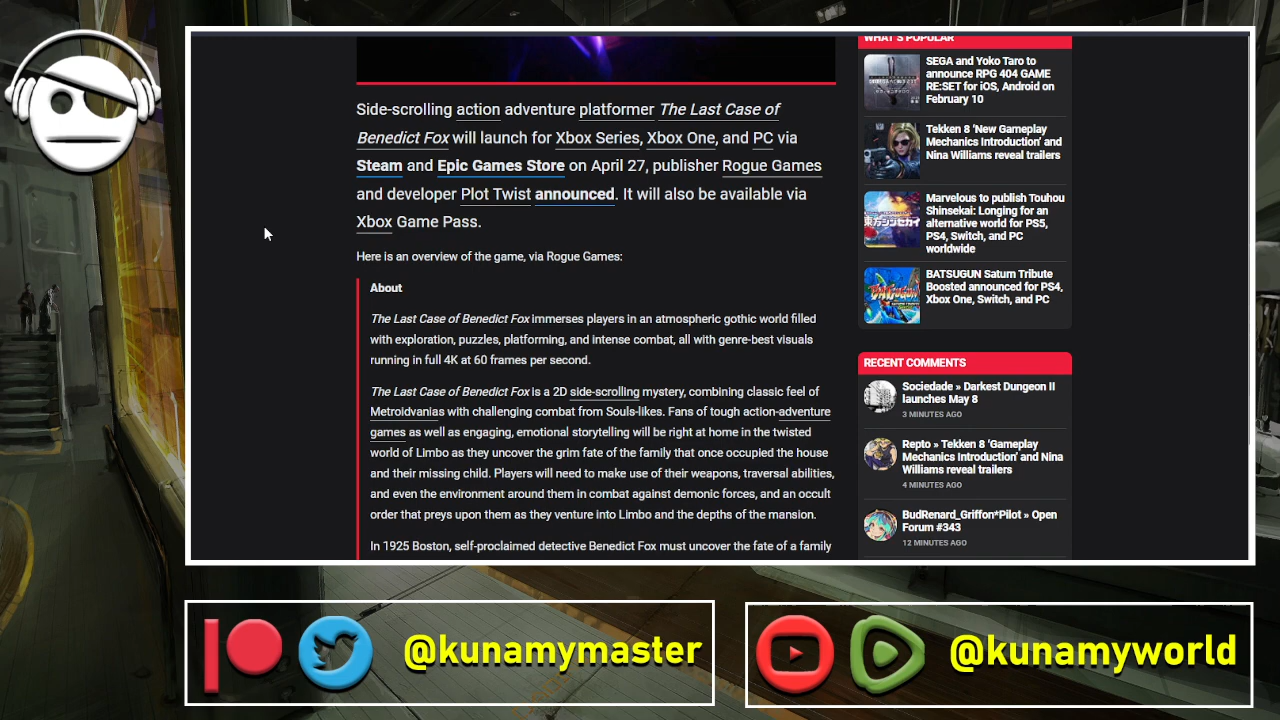 Side-scrolling action adventure platformer The Last Case of
Benedict Fox will launch for Xbox Series, Xbox One, and PC via
Steam and Epic Games Store on April 27, publisher Rogue Games
and developer Plot Twist announced. It will also be available via
Xbox Game Pass.
Here is an overview of the game, via Rogue Games:
About
The Last Case of Benedict Fox immerses players in an atmospheric gothic world filled
with exploration, puzzles, platforming, and intense combat, all with genre-best visuals
running in full 4K at 60 frames per second.
The Last Case of Benedict Fox is a 2D side-scrolling mystery, combining classic feel of
Metroidvanias with challenging combat from Souls-likes. Fans of tough action-adventure
games as well as engaging, emotional storytelling will be right at home in the twisted
world of Limbo as they uncover the grim fate of the family that once occupied the house
and their missing child. Players will need to make use of their weapons, traversal abilities,
and even the environment around them in combat against demonic forces, and an occult
order that preys upon them as they venture into Limbo and the depths of the mansion.
In 1925 Boston, self-proclaimed detective Benedict Fox must uncover the fate of a family
WHAT'S POPULAR
SEGA and Yoko Taro to
announce RPG 404 GAME
RE:SET for iOS, Android on
February 10
Tekken 8 ‘New Gameplay
Mechanics Introduction’ and
Nina Williams reveal trailers
Marvelous to publish Touhou
Shinsekai: Longing for an
alternative world for PS5,
PS4, Switch, and PC
worldwide
BATSUGUN Saturn Tribute
Boosted announced for PS4,
Xbox One, Switch, and PC
RECENT COMMENTS
Sociedade » Darkest Dungeon II
launches May 8
3 MINUTES AGO
Repto » Tekken 8 ‘Gameplay
Mechanics Introduction’ and Nina
Williams reveal trailers
4 MINUTES AGO
BudRenard_Griffon*Pilot » Open
Forum #343
12 MINUTES AGO
@kunamymaster
@kunamyworld